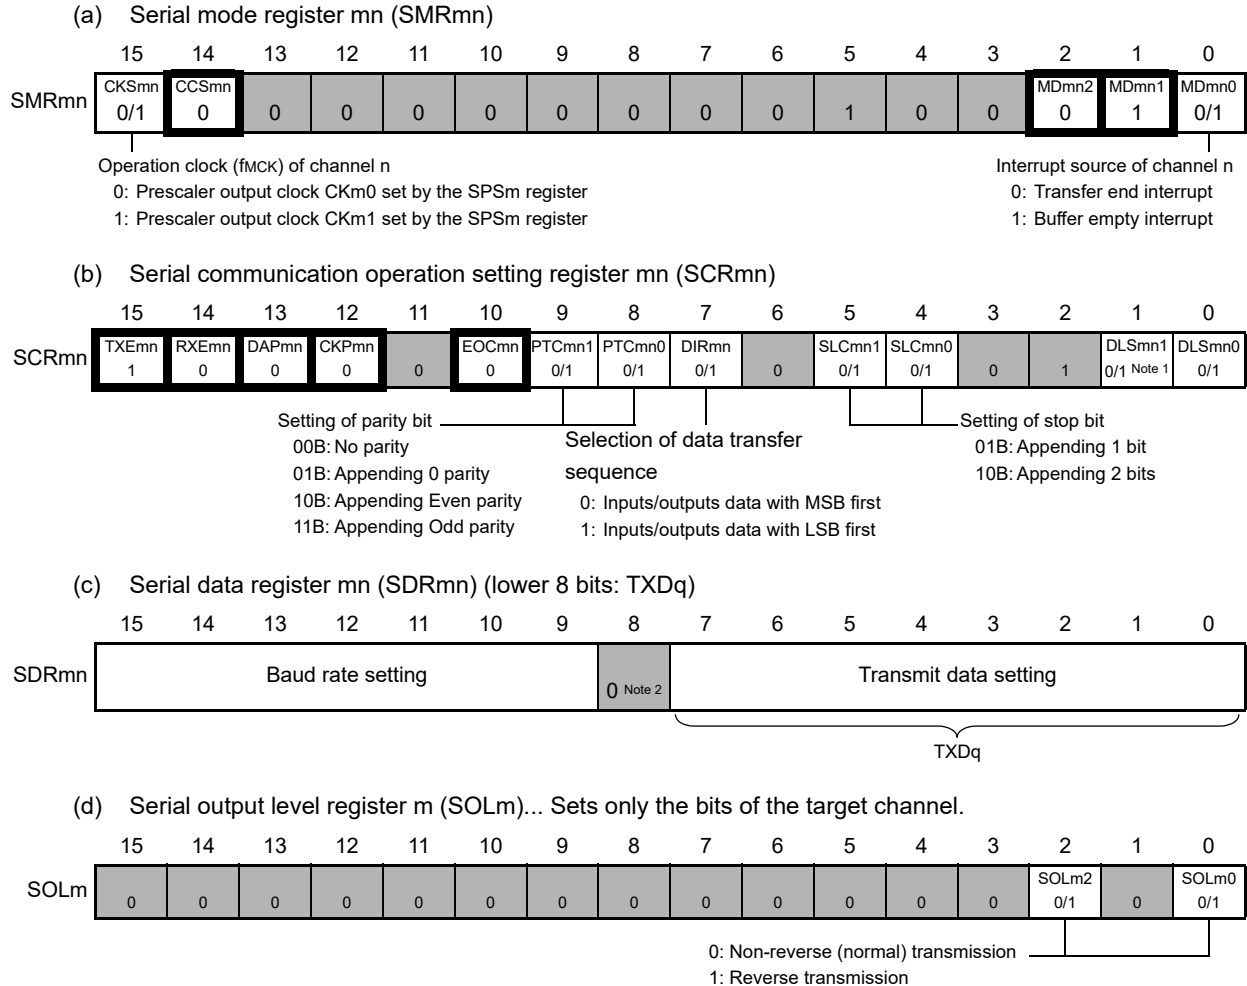 (a) Serial mode register mn (SMRmn)
15 14 13 12 11 10 9 8 7 6 5 4 3 2 1 0
SMRmn
CKSmn CCSmn MDmn2 MDmn1 MDmn0
0/1 0 0 0 0 0 0 0 0 0 1 0 0 0 1 0/1
Operation clock (fMCK) of channel n
0: Prescaler output clock CKm0 set by the SPSm register
1: Prescaler output clock CKm1 set by the SPSm register
Interrupt source of channel n
0: Transfer end interrupt
1: Buffer empty interrupt
(b) Serial communication operation setting register mn (SCRmn)
15 14 13 12 11 10 9 8 7 6 5 4 3 2 1 0
SCRmn
TXEmn RXEmn DAPmn CKPmn EOCmn PTCmn1 PTCmn0 DIRmn SLCmn1 SLCmn0 DLSmn1 DLSmn0
1 0 0 0 0 0 0/1 0/1 0/1 0 0/1 0/1 0 1 0/1 Note 1 0/1
Setting of parity bit
00B: No parity
01B: Appending 0 parity
10B: Appending Even parity
11B: Appending Odd parity
Selection of data transfer
sequence
0: Inputs/outputs data with MSB first
1: Inputs/outputs data with LSB first
Setting of stop bit
01B: Appending 1 bit
10B: Appending 2 bits
(c) Serial data register mn (SDRmn) (lower 8 bits: TXDq)
15 14 13 12 11 10 9 8 7 6 5 4 3 2 1 0
SDRmn
Baud rate setting
0 Note 2
Transmit data setting
TXDq
(d) Serial output level register m (SOLm)... Sets only the bits of the target channel.
15 14 13 12 11 10 9 8 7 6 5 4 3 2 1 0
SOLm
SOLm2 SOLm0
0 0 0 0 0 0 0 0 0 0 0 0 0 0/1 0 0/1
0: Non-reverse (normal) transmission
1: Reverse transmission